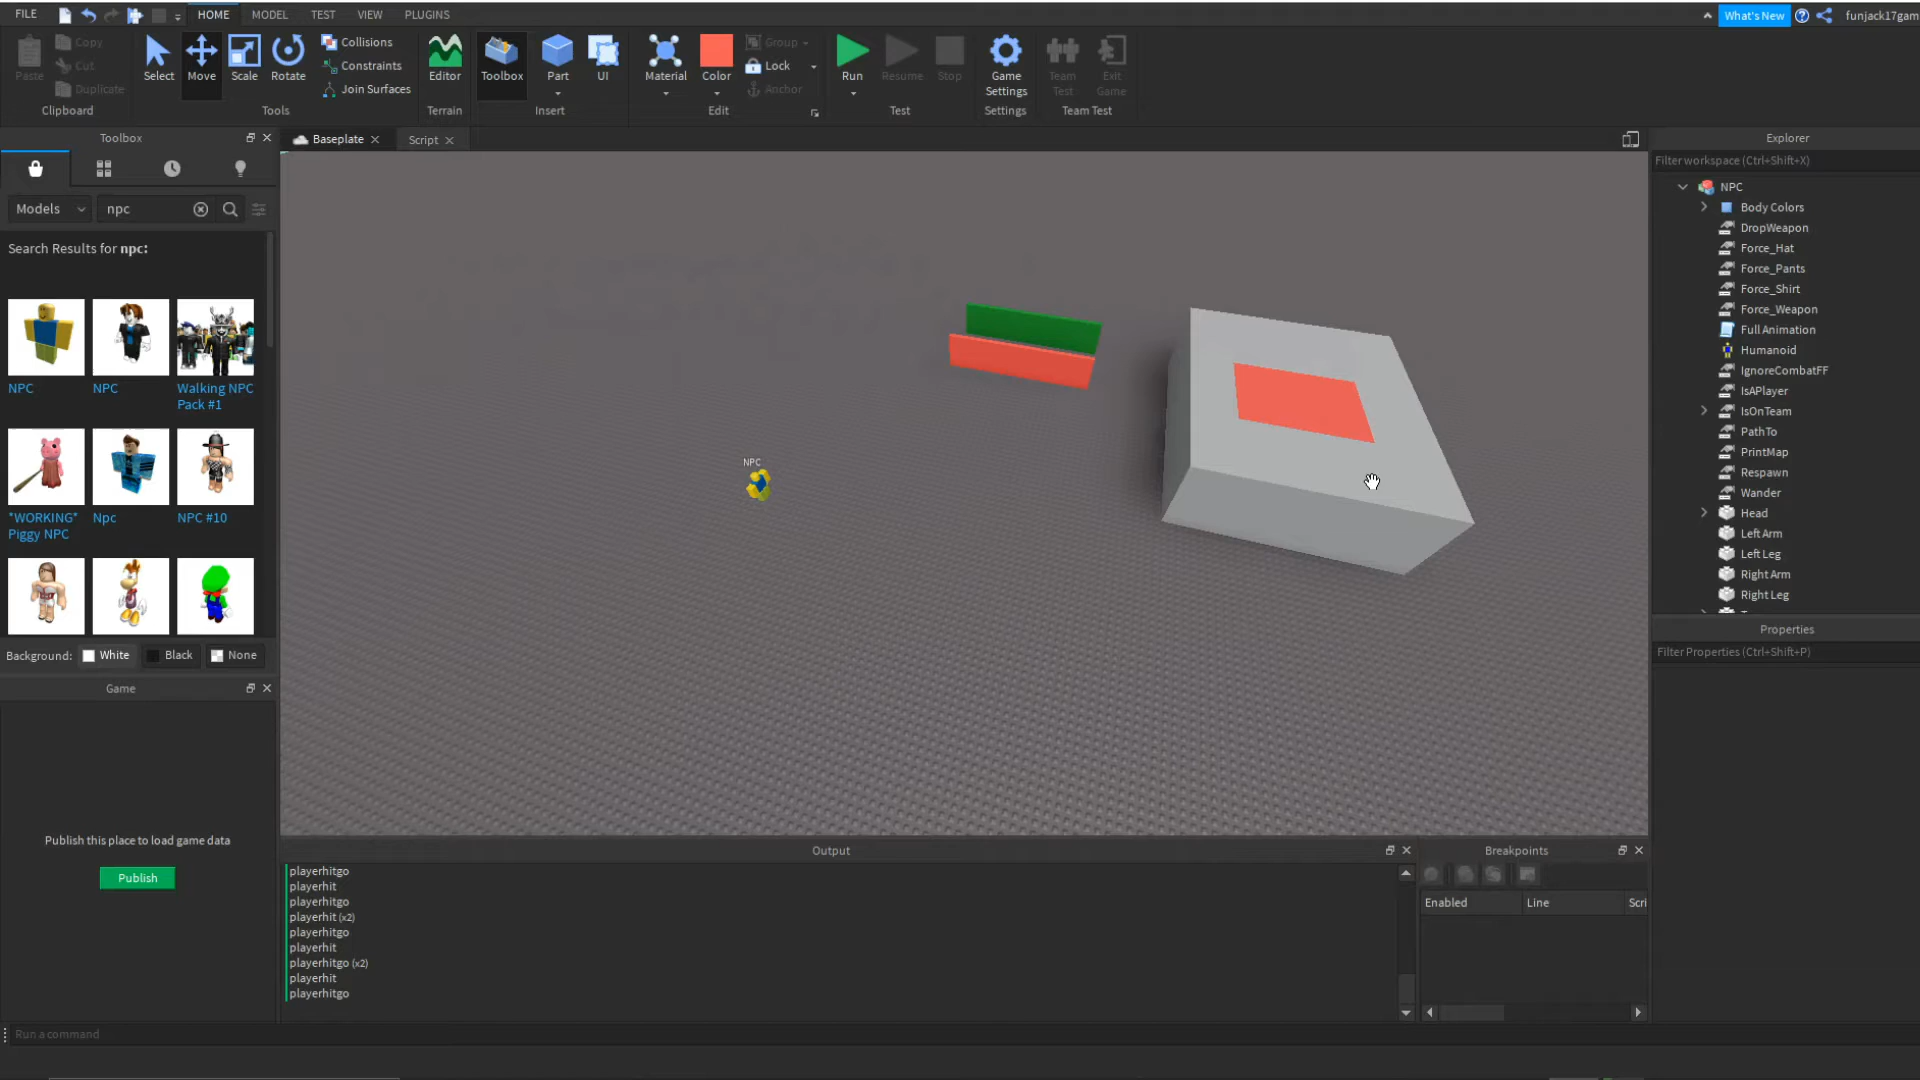 FILE HOME MODEL TEST VIEW PLUGINS What's New funjack17gam
Paste Copy Cut Duplicate Clipboard
Select Move Scale Rotate Collisions Constraints Join Surfaces Tools
Editor Terrain
Toolbox Part UI Insert
Material Color Group Lock Anchor Edit
Run Resume Stop Test
Game Settings Settings
Team Test Exit Game Team Test
Toolbox
Baseplate Script
Explorer
Filter workspace (Ctrl+Shift+X)
Models npc
Search Results for npc:
NPC NPC Walking NPC Pack #1
*WORKING* Piggy NPC Npc NPC #10
Background: White Black None
Game
Publish this place to load game data
Publish
NPC
NPC
Body Colors
DropWeapon
Force_Hat
Force_Pants
Force_Shirt
Force_Weapon
Full Animation
Humanoid
IgnoreCombatFF
IsAPlayer
IsOnTeam
PathTo
PrintMap
Respawn
Wander
Head
Left Arm
Left Leg
Right Arm
Right Leg
Properties
Filter Properties (Ctrl+Shift+P)
Output
playerhitgo
playerhit
playerhitgo
playerhit (x2)
playerhitgo
playerhit
playerhitgo (x2)
playerhit
playerhitgo
Breakpoints
Enabled Line Scri
Run a command